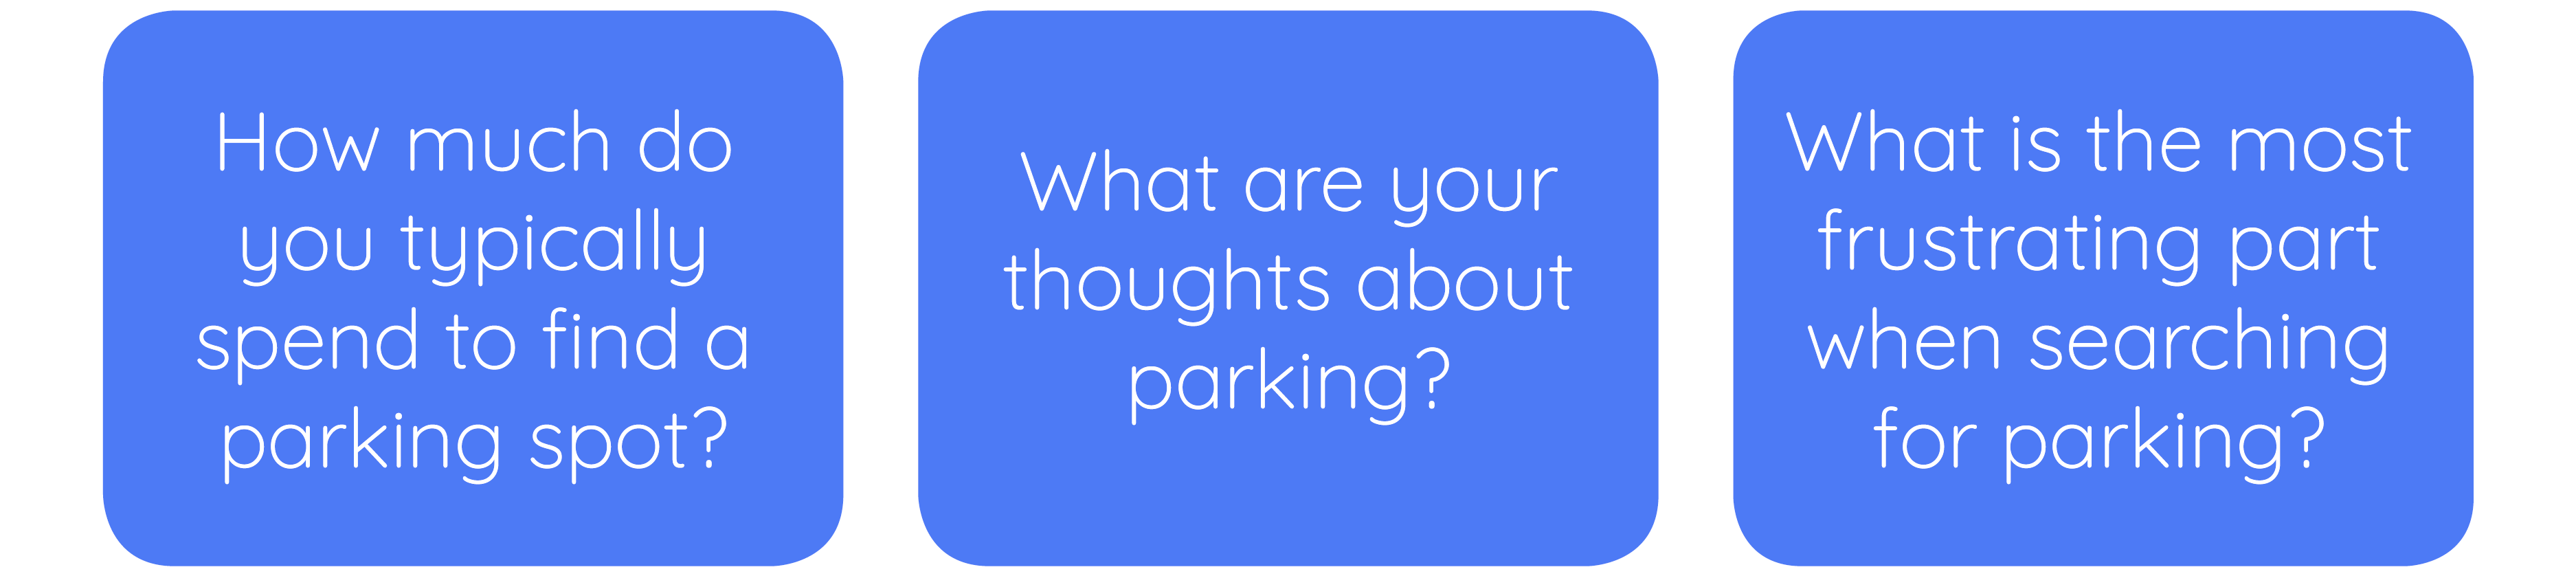 How much do
you typically
spend to find a
parking spot?
What are your
thoughts about
parking?
What is the most
frustrating part
when searching
for parking?